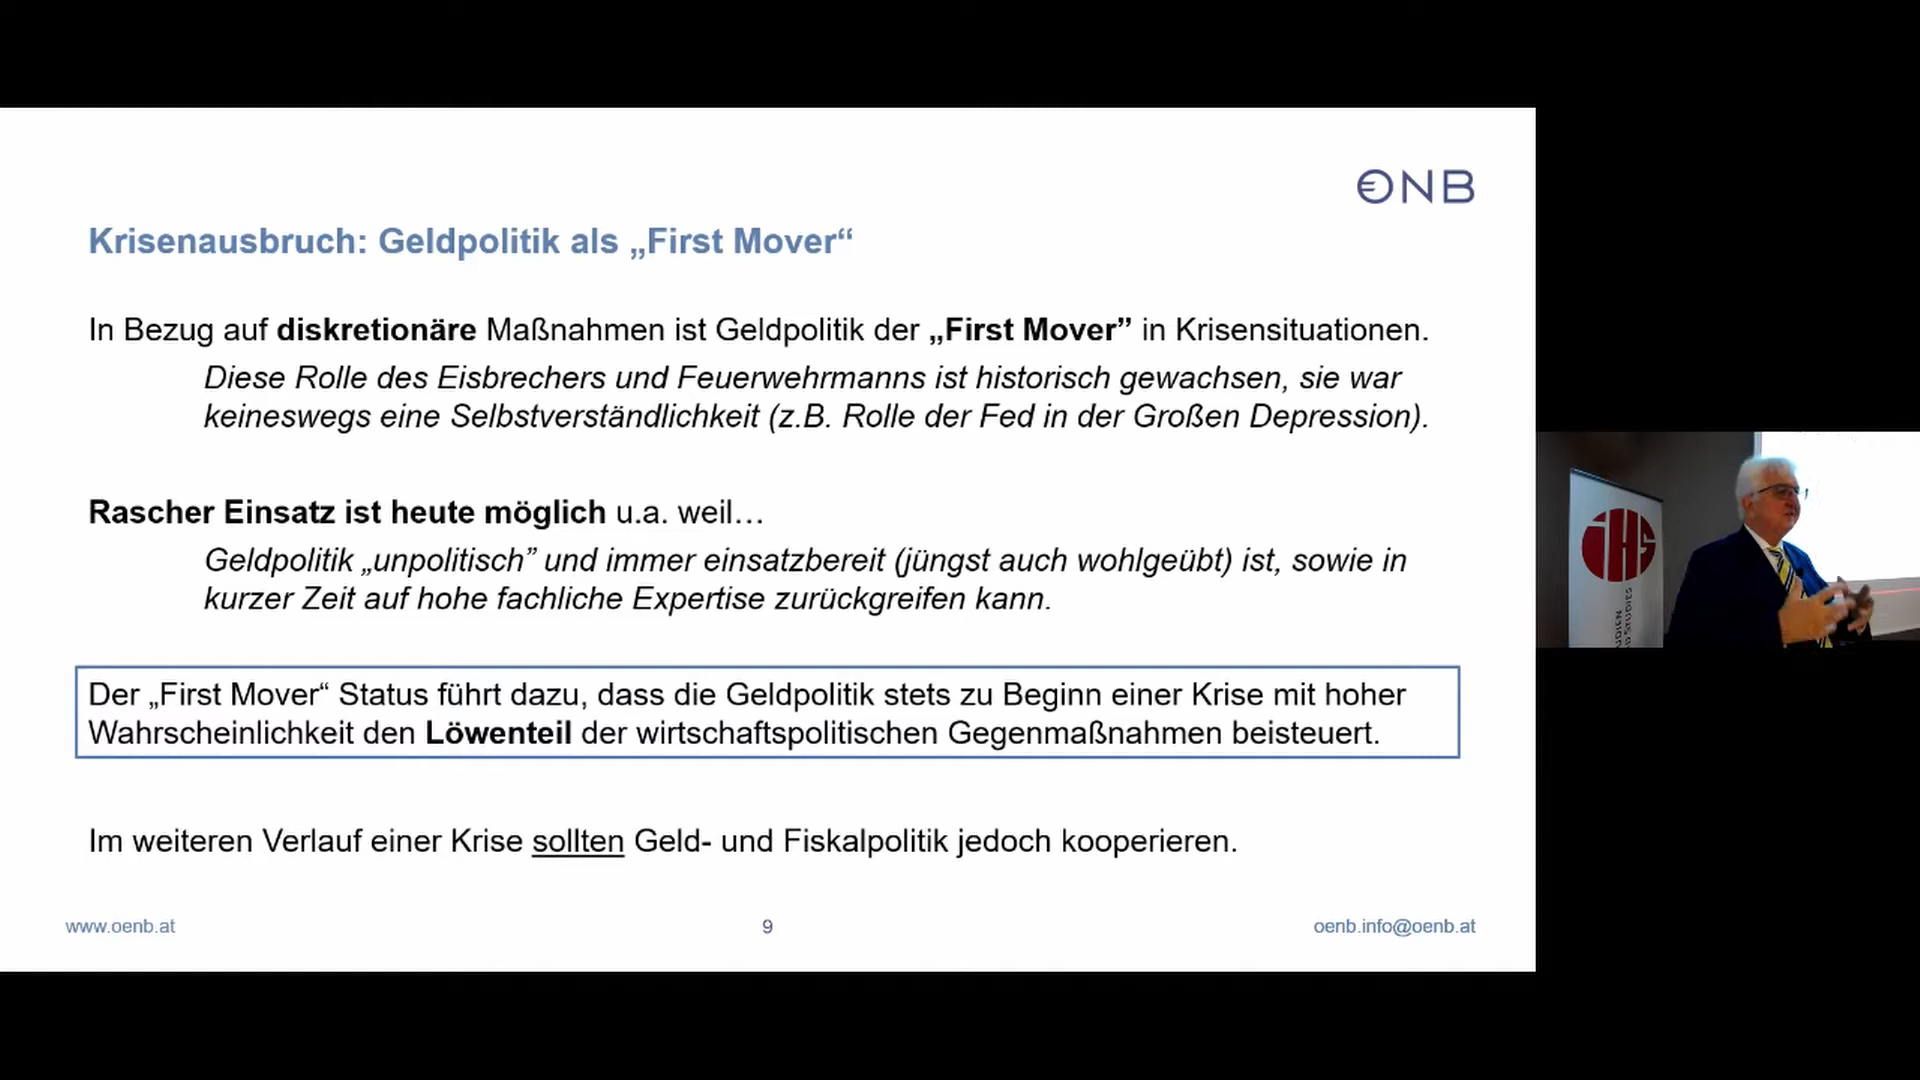 ONB
Krisenausbruch: Geldpolitik als „First Mover“
In Bezug auf diskretionäre Maßnahmen ist Geldpolitik der „First Mover” in Krisensituationen.
Diese Rolle des Eisbrechers und Feuerwehrmanns ist historisch gewachsen, sie war
keineswegs eine Selbstverständlichkeit (z.B. Rolle der Fed in der Großen Depression).
Rascher Einsatz ist heute möglich u.a. weil…
Geldpolitik „unpolitisch” und immer einsatzbereit (jüngst auch wohlgeübt) ist, sowie in
kurzer Zeit auf hohe fachliche Expertise zurückgreifen kann.
Der „First Mover“ Status führt dazu, dass die Geldpolitik stets zu Beginn einer Krise mit hoher
Wahrscheinlichkeit den Löwenteil der wirtschaftspolitischen Gegenmaßnahmen beisteuert.
Im weiteren Verlauf einer Krise sollten Geld- und Fiskalpolitik jedoch kooperieren.
www.oenb.at
9
oenb.info@oenb.at
iHS
STUDIES